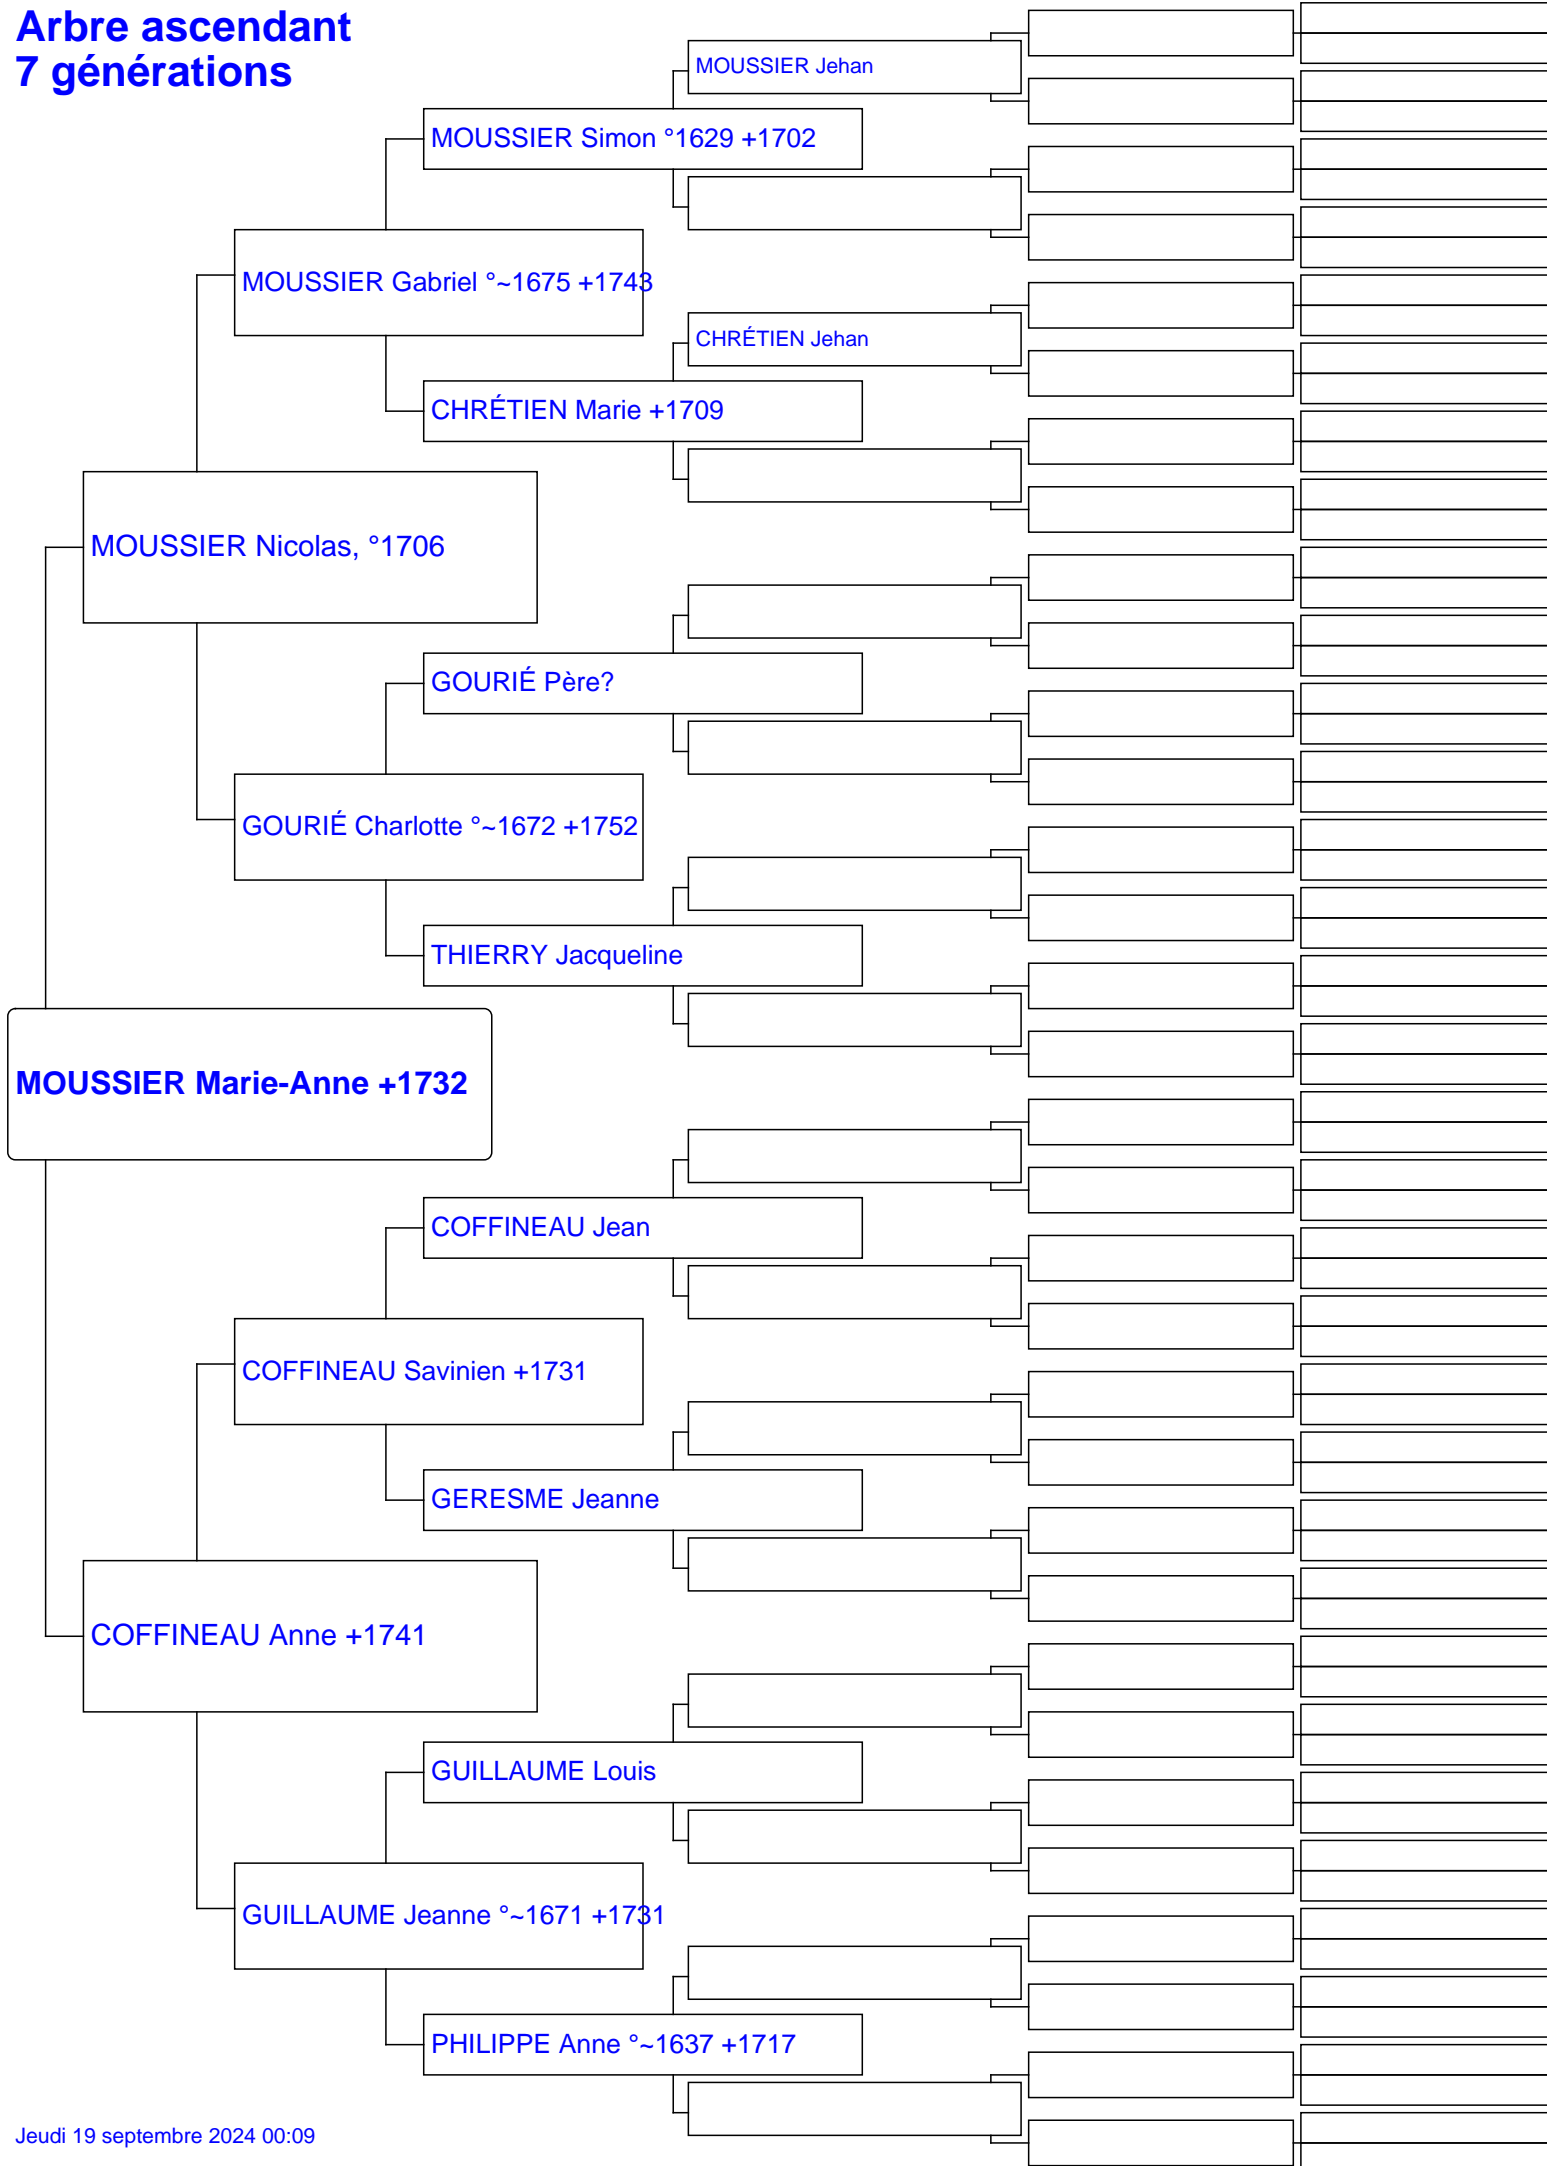 Arbre ascendant
7 générations
MOUSSIER Jehan
MOUSSIER Simon °1629 +1702
MOUSSIER Gabriel °~1675 +1743
CHRÉTIEN Jehan
CHRÉTIEN Marie +1709
MOUSSIER Nicolas, °1706
GOURIÉ Père?
GOURIÉ Charlotte °~1672 +1752
THIERRY Jacqueline
MOUSSIER Marie-Anne +1732
COFFINEAU Jean
COFFINEAU Savinien +1731
GERESME Jeanne
COFFINEAU Anne +1741
GUILLAUME Louis
GUILLAUME Jeanne °~1671 +1731
PHILIPPE Anne °~1637 +1717
Jeudi 19 septembre 2024 00:09